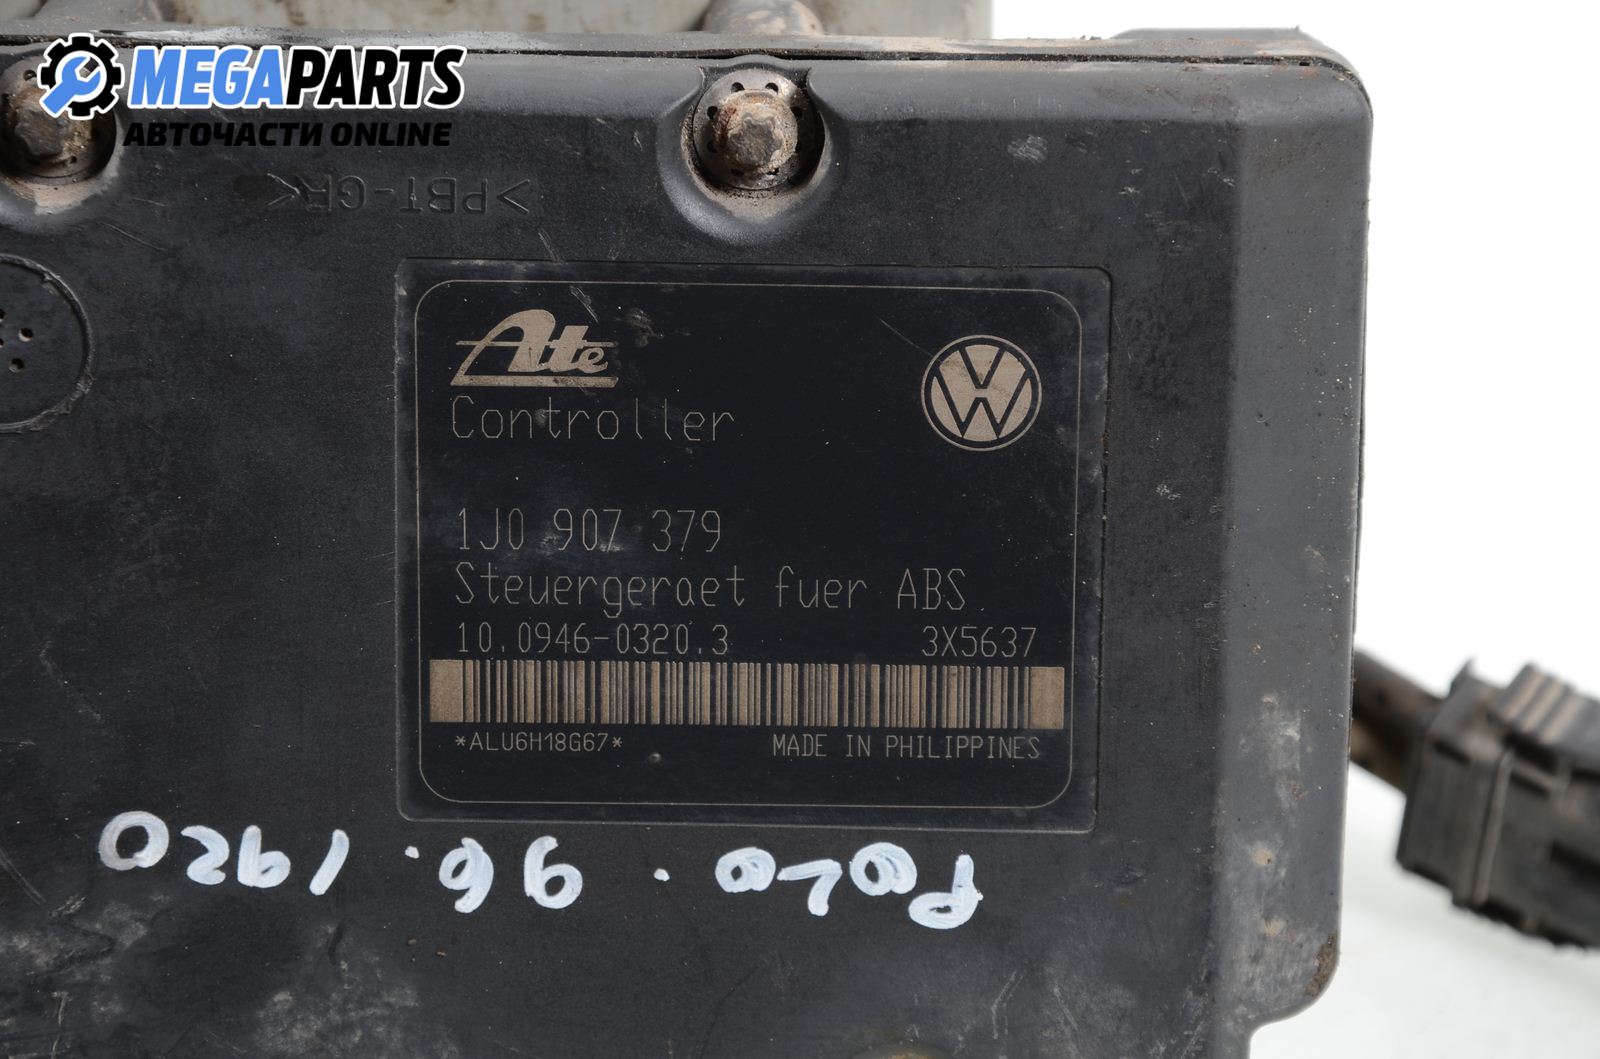 MEGAPARTS
АВТОЧАСТИ ONLINE
>PBT-GF<
Ate
Controller
1J0 907 379
Steuergeraet fuer ABS
10.0946-0320.3 3X5637
*ALU6H18G67* MADE IN PHILIPPINES
POLO. 96. 1920